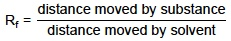 Rf = distance moved by substance
distance moved by solvent